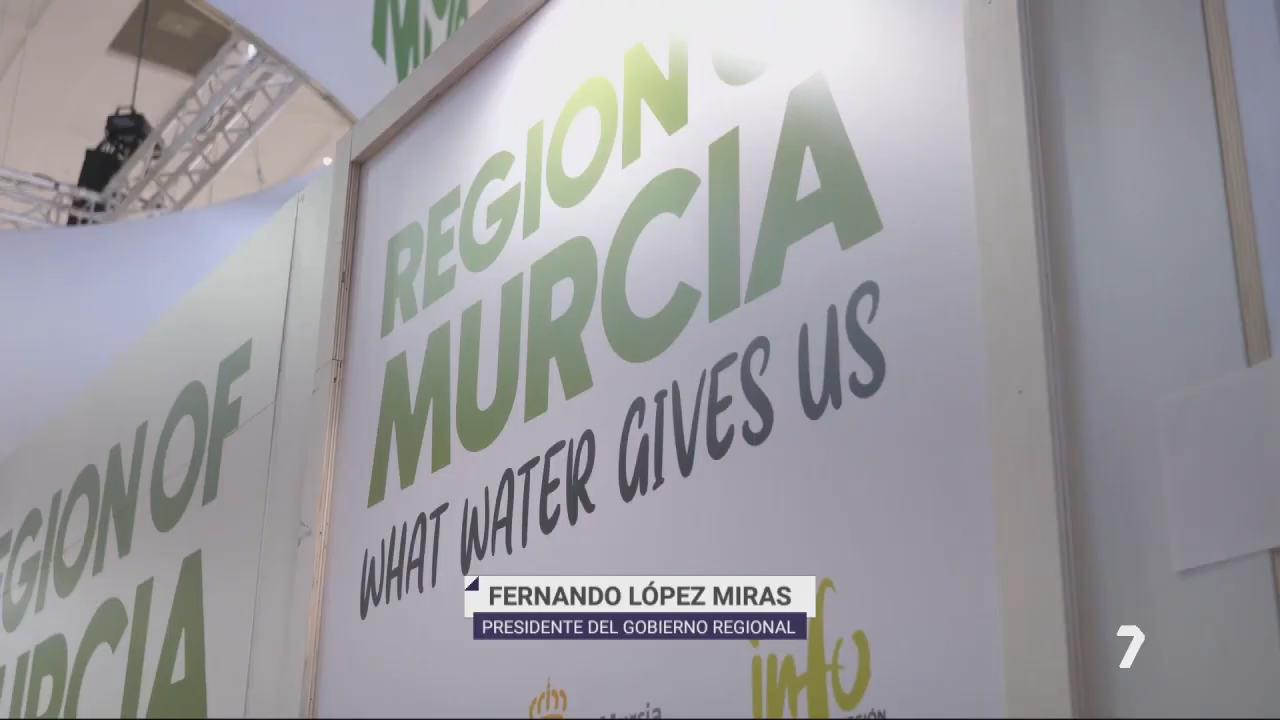 REGION
MURCIA
WHAT WATER GIVES US
REGION OF
MURCIA
FERNANDO LÓPEZ MIRAS
PRESIDENTE DEL GOBIERNO REGIONAL
info
7